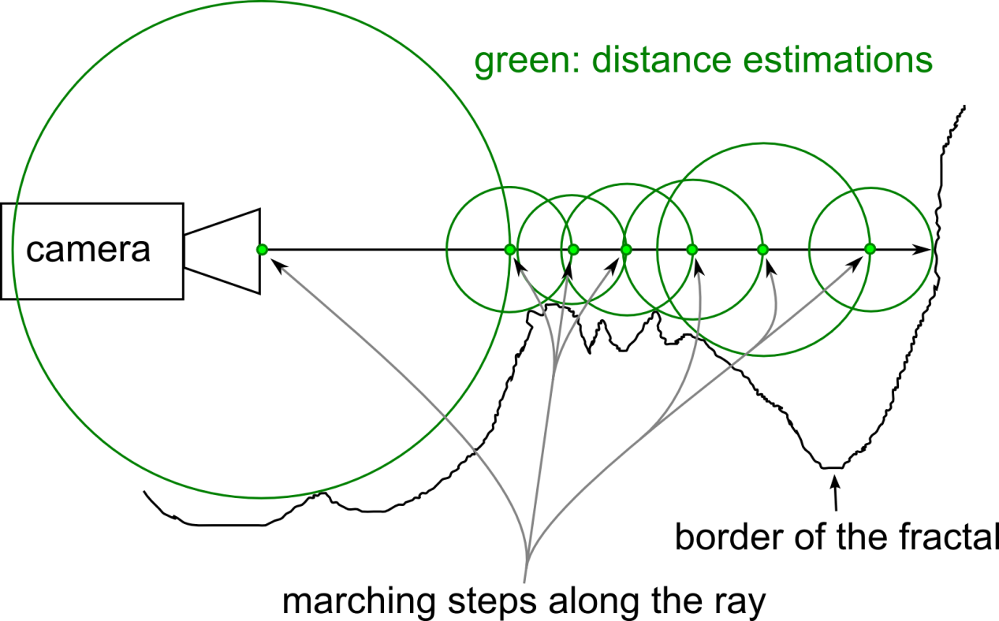 green: distance estimations
camera
border of the fractal
marching steps along the ray